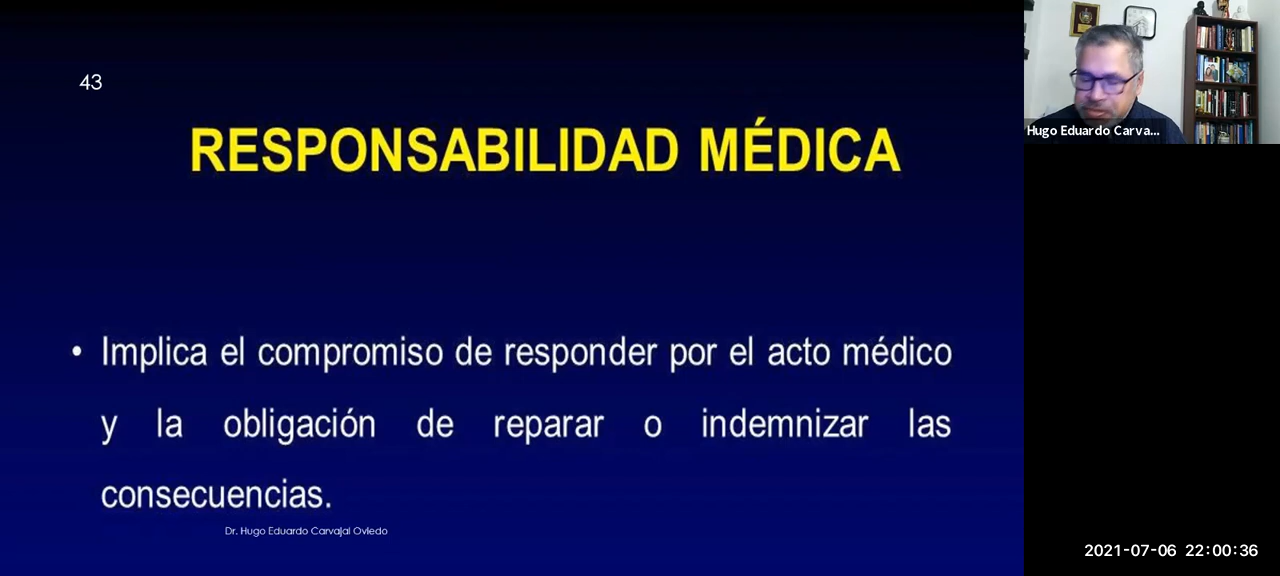 43
RESPONSABILIDAD MÉDICA
• Implica el compromiso de responder por el acto médico
y la obligación de reparar o indemnizar las
consecuencias.
Dr. Hugo Eduardo Carvajal Oviedo
Hugo Eduardo Carva...
2021-07-06 22:00:36